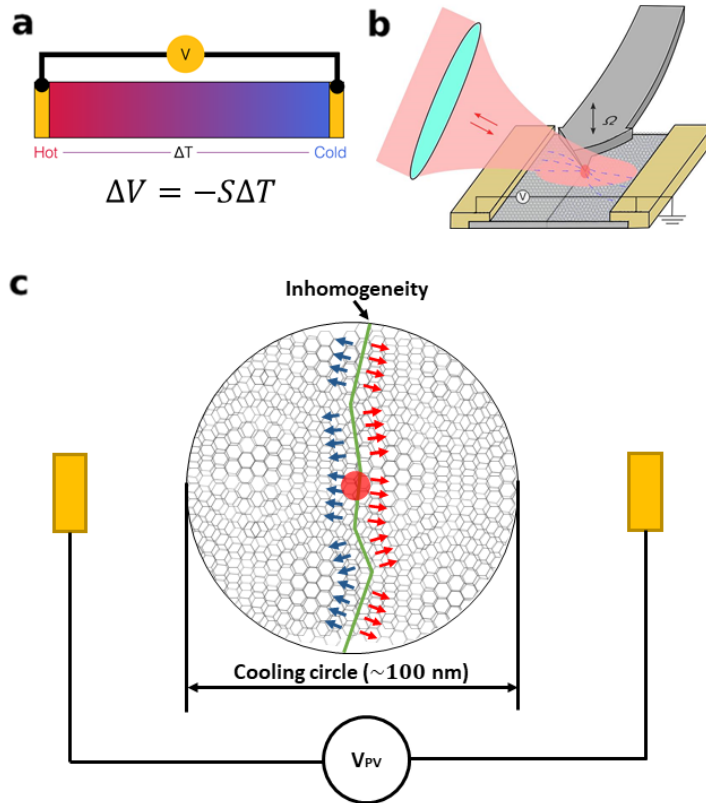 a
V
Hot ΔT Cold
ΔV = −SΔT
b
Ω
V
c
Inhomogeneity
Cooling circle (~100 nm)
VPV